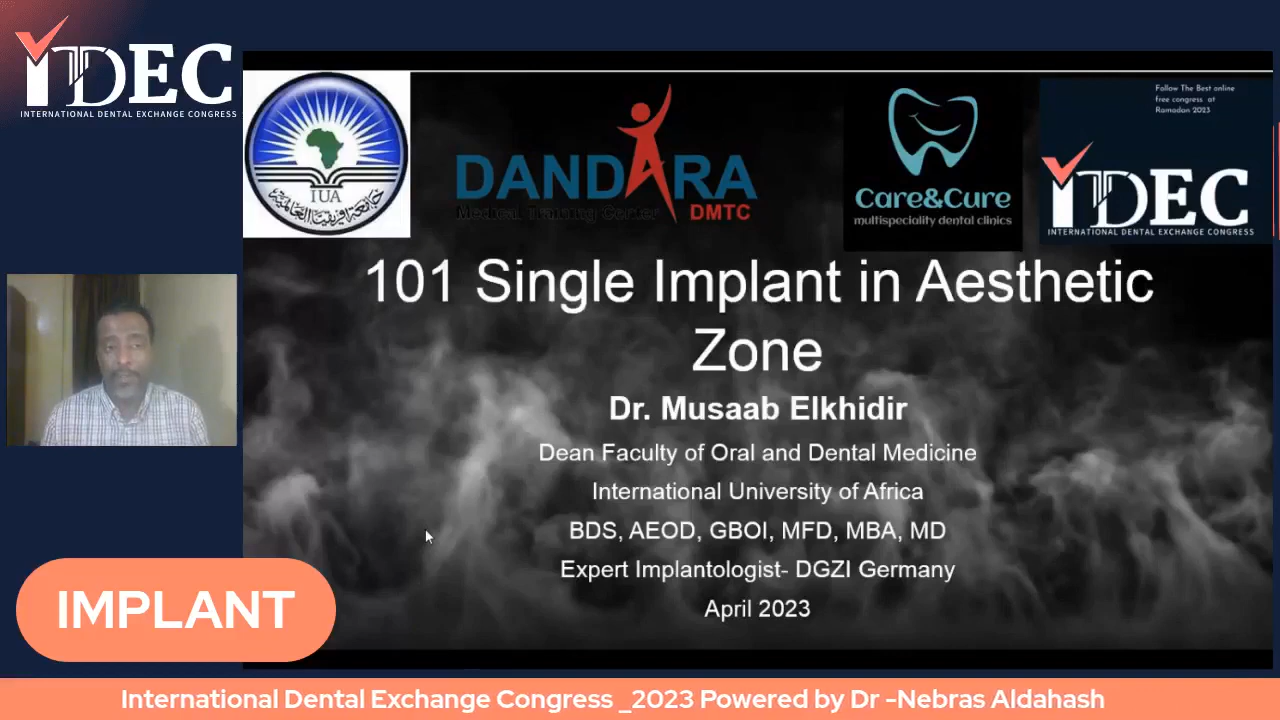 IDEC
INTERNATIONAL DENTAL EXCHANGE CONGRESS
IUA
جامعة إفريقيا العالمية
DANDARA
Medical Training Center DMTC
Care&Cure
multispeciality dental clinics
Follow The Best online
free congress at
Ramadan 2023
IDEC
INTERNATIONAL DENTAL EXCHANGE CONGRESS
101 Single Implant in Aesthetic
Zone
Dr. Musaab Elkhidir
Dean Faculty of Oral and Dental Medicine
International University of Africa
BDS, AEOD, GBOI, MFD, MBA, MD
Expert Implantologist- DGZI Germany
April 2023
IMPLANT
International Dental Exchange Congress _2023 Powered by Dr -Nebras Aldahash